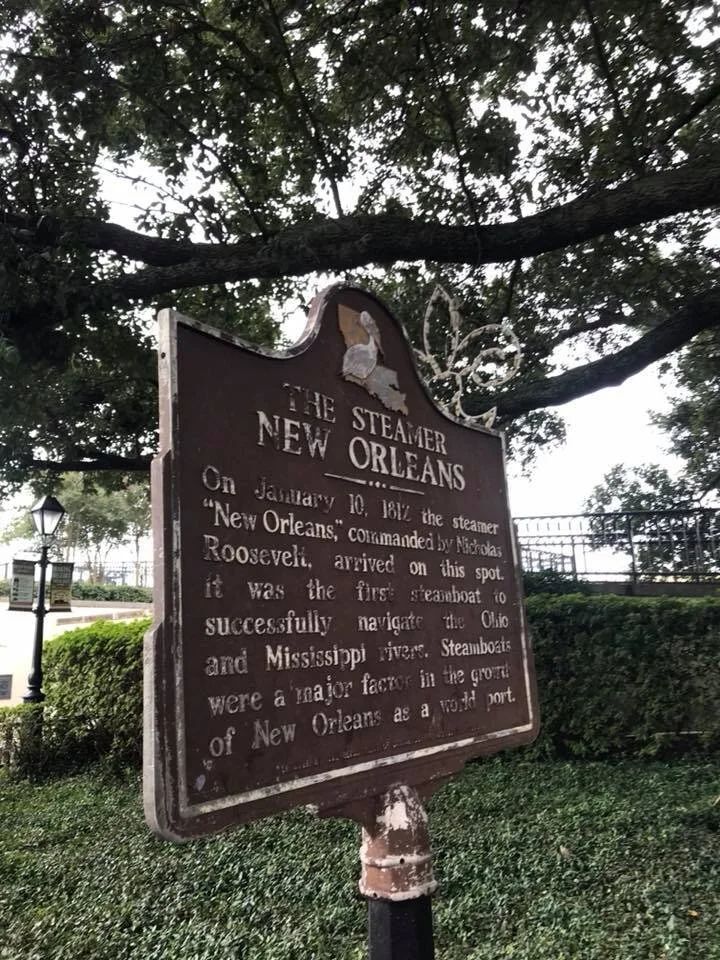 THE STEAMER
NEW ORLEANS
On January 10, 1812 the steamer
"New Orleans," commanded by Nicholas
Roosevelt, arrived on this spot.
It was the first steamboat to
successfully navigate the Ohio
and Mississippi rivers. Steamboats
were a major factor in the growth
of New Orleans as a world port.